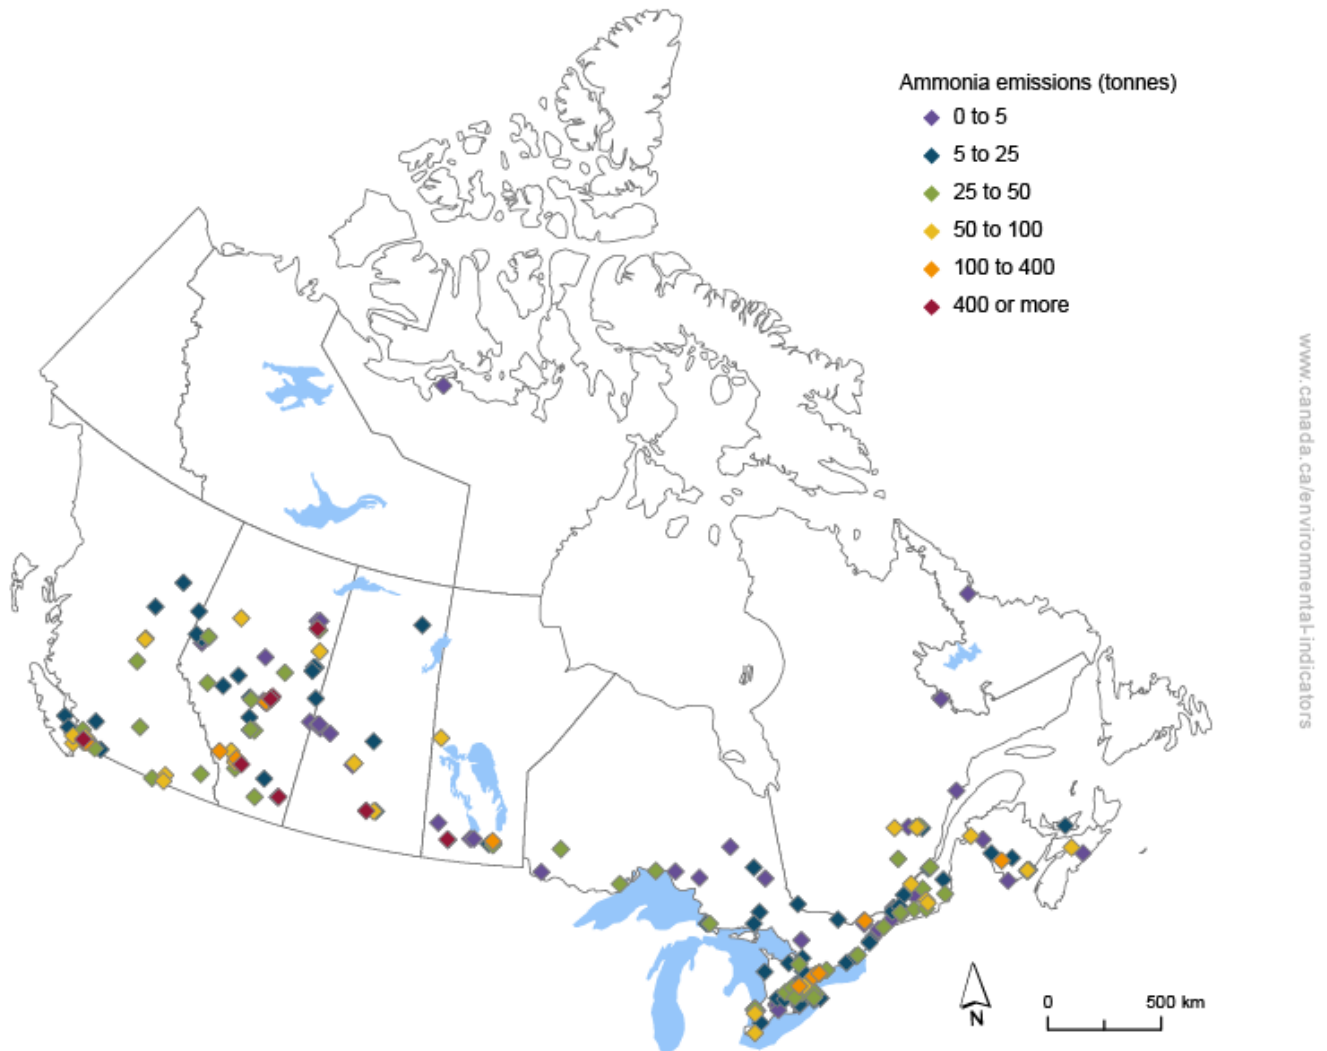 Ammonia emissions (tonnes)
0 to 5
5 to 25
25 to 50
50 to 100
100 to 400
400 or more
www.canada.ca/environmental-indicators
N
0 500 km